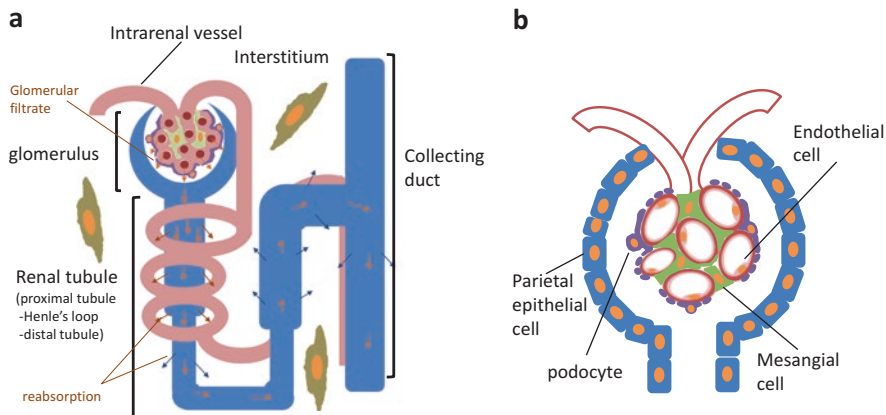 a
Intrarenal vessel
Interstitium
Glomerular
filtrate
glomerulus
Collecting
duct
Renal tubule
(proximal tubule
-Henle's loop
-distal tubule)
reabsorption
b
Endothelial
cell
Parietal
epithelial
cell
podocyte
Mesangial
cell